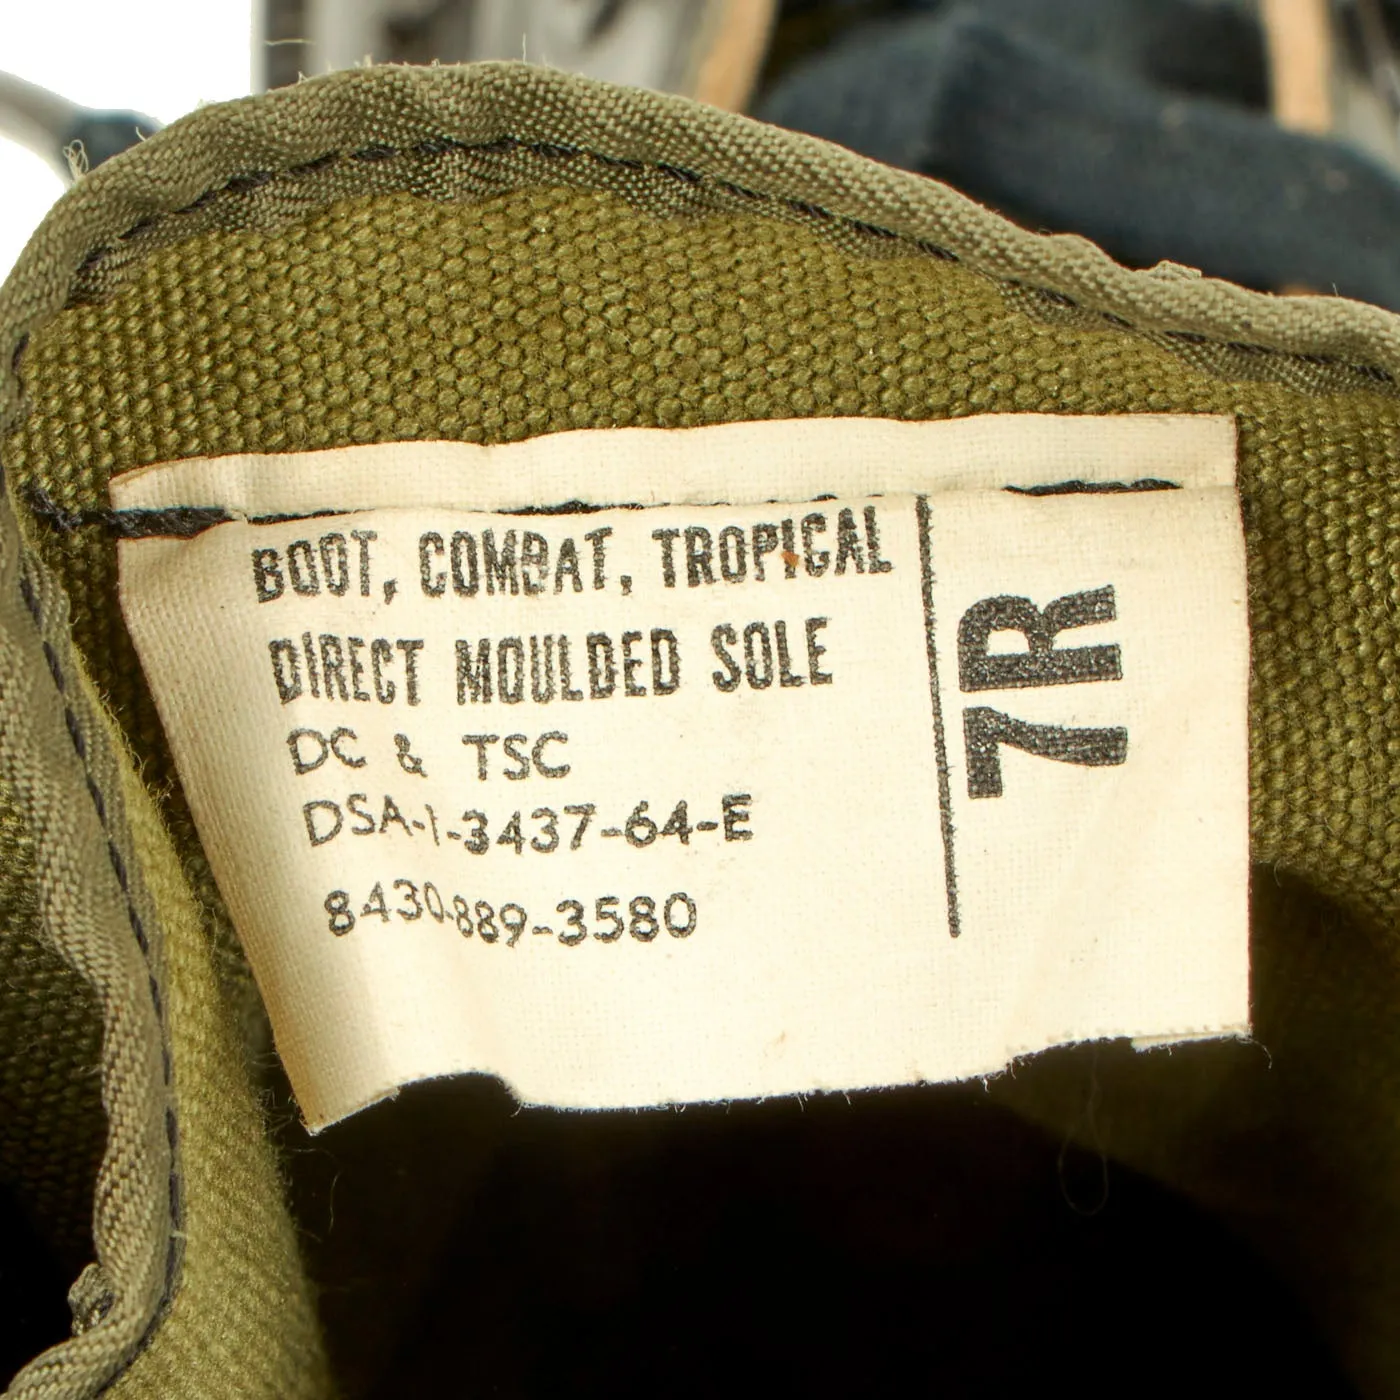 BOOT, COMBAT, TROPICAL
DIRECT MOULDED SOLE
DC & TSC
DSA-1-3437-64-E
8430-889-3580
7R